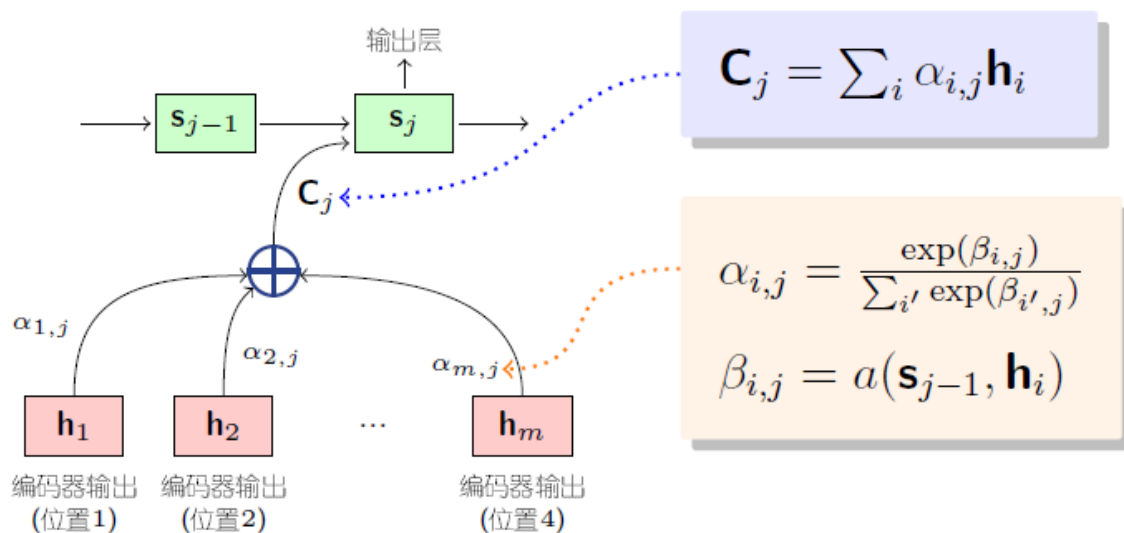 输出层
s_{j−1}
s_j
C_j
α_{1,j}
α_{2,j}
α_{m,j}
h_1 h_2 ... h_m
编码器输出 编码器输出 编码器输出
(位置1) (位置2) (位置4)
C_j = ∑_i α_{i,j} h_i
α_{i,j} = exp(β_{i,j}) / ∑_{i′} exp(β_{i′,j})
β_{i,j} = a(s_{j−1}, h_i)